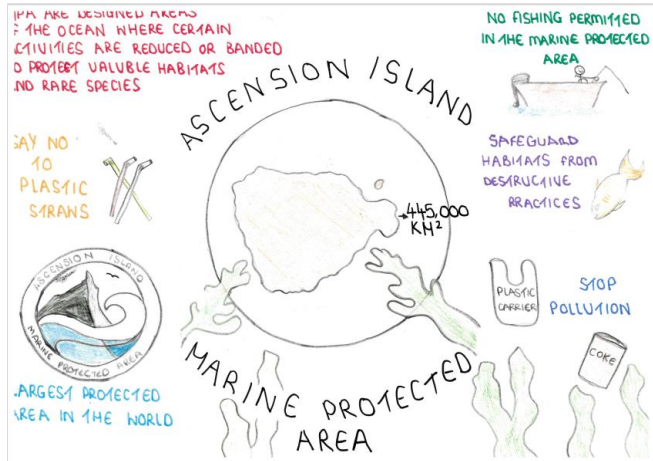 MPA ARE DESIGNED AREAS
OF THE OCEAN WHERE CERTAIN
ACTIVITIES ARE REDUCED OR BANDED
TO PROTECT VALUBLE HABITATS
AND RARE SPECIES
SAY NO
TO
PLASTIC
STRAWS
ASCENSION ISLAND
MARINE PROTECTED AREA
LARGEST PROTECTED
AREA IN THE WORLD
ASCENSION ISLAND
445,000
KM²
MARINE PROTECTED
AREA
NO FISHING PERMITTED
IN THE MARINE PROTECTED
AREA
SAFEGUARD
HABITATS FROM
DESTRUCTIVE
PRACTICES
PLASTIC
CARRIER
STOP
POLLUTION
COKE